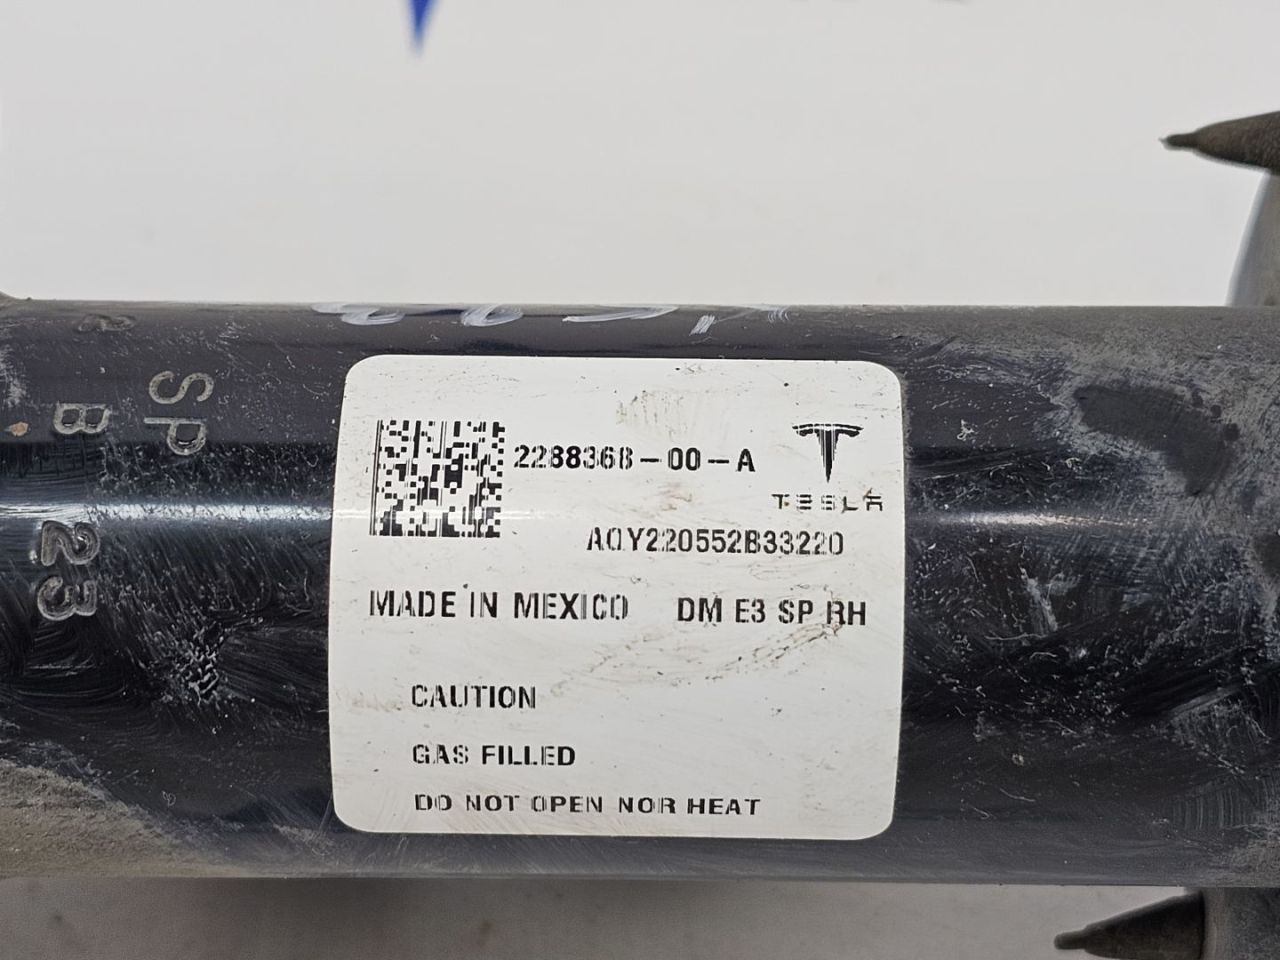 2288368-00-A
TESLA
AQY220552B33220
MADE IN MEXICO DM E3 SP RH
CAUTION
GAS FILLED
DO NOT OPEN NOR HEAT
SP
B
23